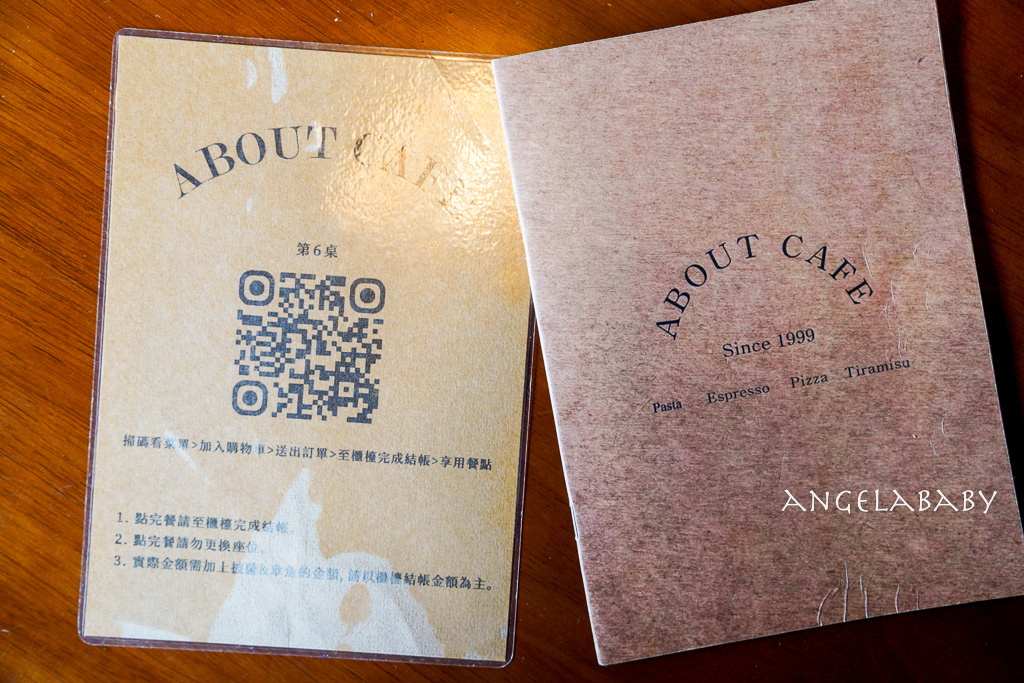 ABOUT CAFE
第6桌
掃碼看菜單>加入購物車>送出訂單>至櫃檯完成結帳>享用餐點
1. 點完餐請至櫃檯完成結帳。
2. 點完餐請勿更換座位。
3. 實際金額需加上披薩&章魚的金額, 請以櫃檯結帳金額為主。
ABOUT CAFE
Since 1999
Pasta Espresso Pizza Tiramisu
ANGELABABY